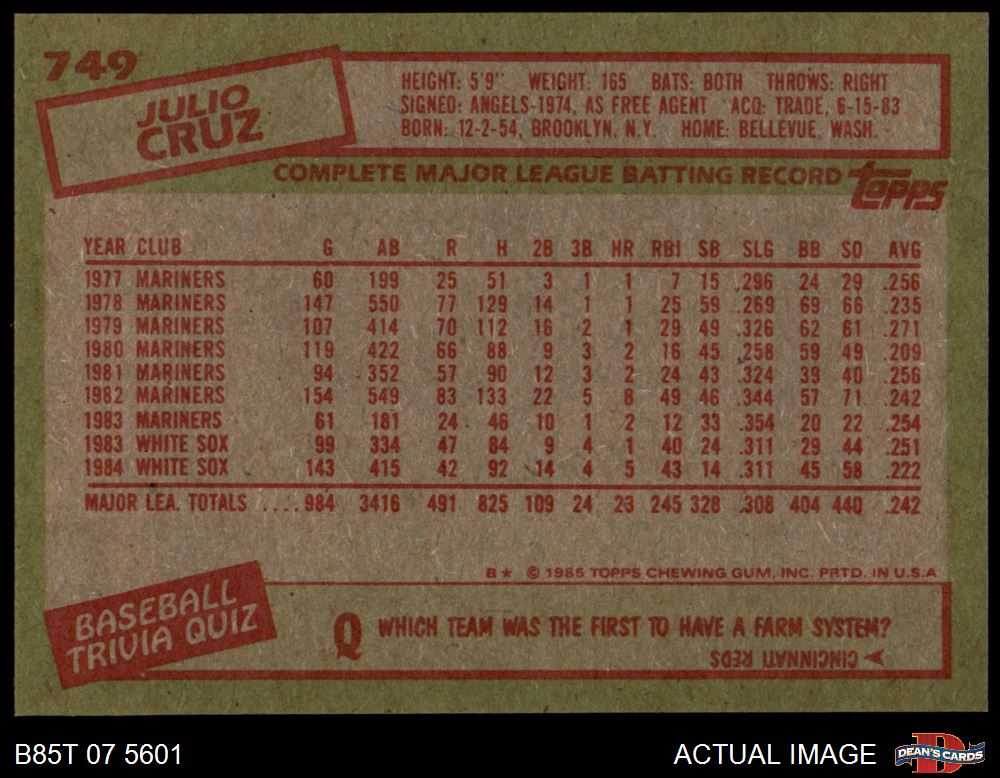 749
JULIO
CRUZ
HEIGHT: 5'9" WEIGHT: 165 BATS: BOTH THROWS: RIGHT
SIGNED: ANGELS-1974, AS FREE AGENT ACQ: TRADE, 6-15-83
BORN: 12-2-54, BROOKLYN, N.Y. HOME: BELLEVUE, WASH.
COMPLETE MAJOR LEAGUE BATTING RECORD topps
YEAR CLUB G AB R H 2B 3B HR RBI SB SLG BB SO AVG
1977 MARINERS 60 199 25 51 3 1 1 7 15 .296 24 29 .256
1978 MARINERS 147 550 77 129 14 1 1 25 59 .269 69 66 .235
1979 MARINERS 107 414 70 112 16 2 1 29 49 .326 62 61 .271
1980 MARINERS 119 422 66 88 9 3 2 16 45 .258 59 49 .209
1981 MARINERS 94 352 57 90 12 3 2 24 43 .324 39 40 .256
1982 MARINERS 154 549 83 133 22 5 8 49 46 .344 57 71 .242
1983 MARINERS 61 181 24 46 10 1 2 12 33 .354 20 22 .254
1983 WHITE SOX 99 334 47 84 9 4 1 40 24 .311 29 44 .251
1984 WHITE SOX 143 415 42 92 14 4 5 43 14 .311 45 58 .222
MAJOR LEA. TOTALS ....984 3416 491 825 109 24 23 245 328 .308 404 440 .242
B★ © 1985 TOPPS CHEWING GUM, INC. PRTD. IN U.S.A.
BASEBALL
TRIVIA QUIZ
Q WHICH TEAM WAS THE FIRST TO HAVE A FARM SYSTEM?
CINCINNATI REDS
B85T 07 5601
ACTUAL IMAGE
DEAN'S CARDS